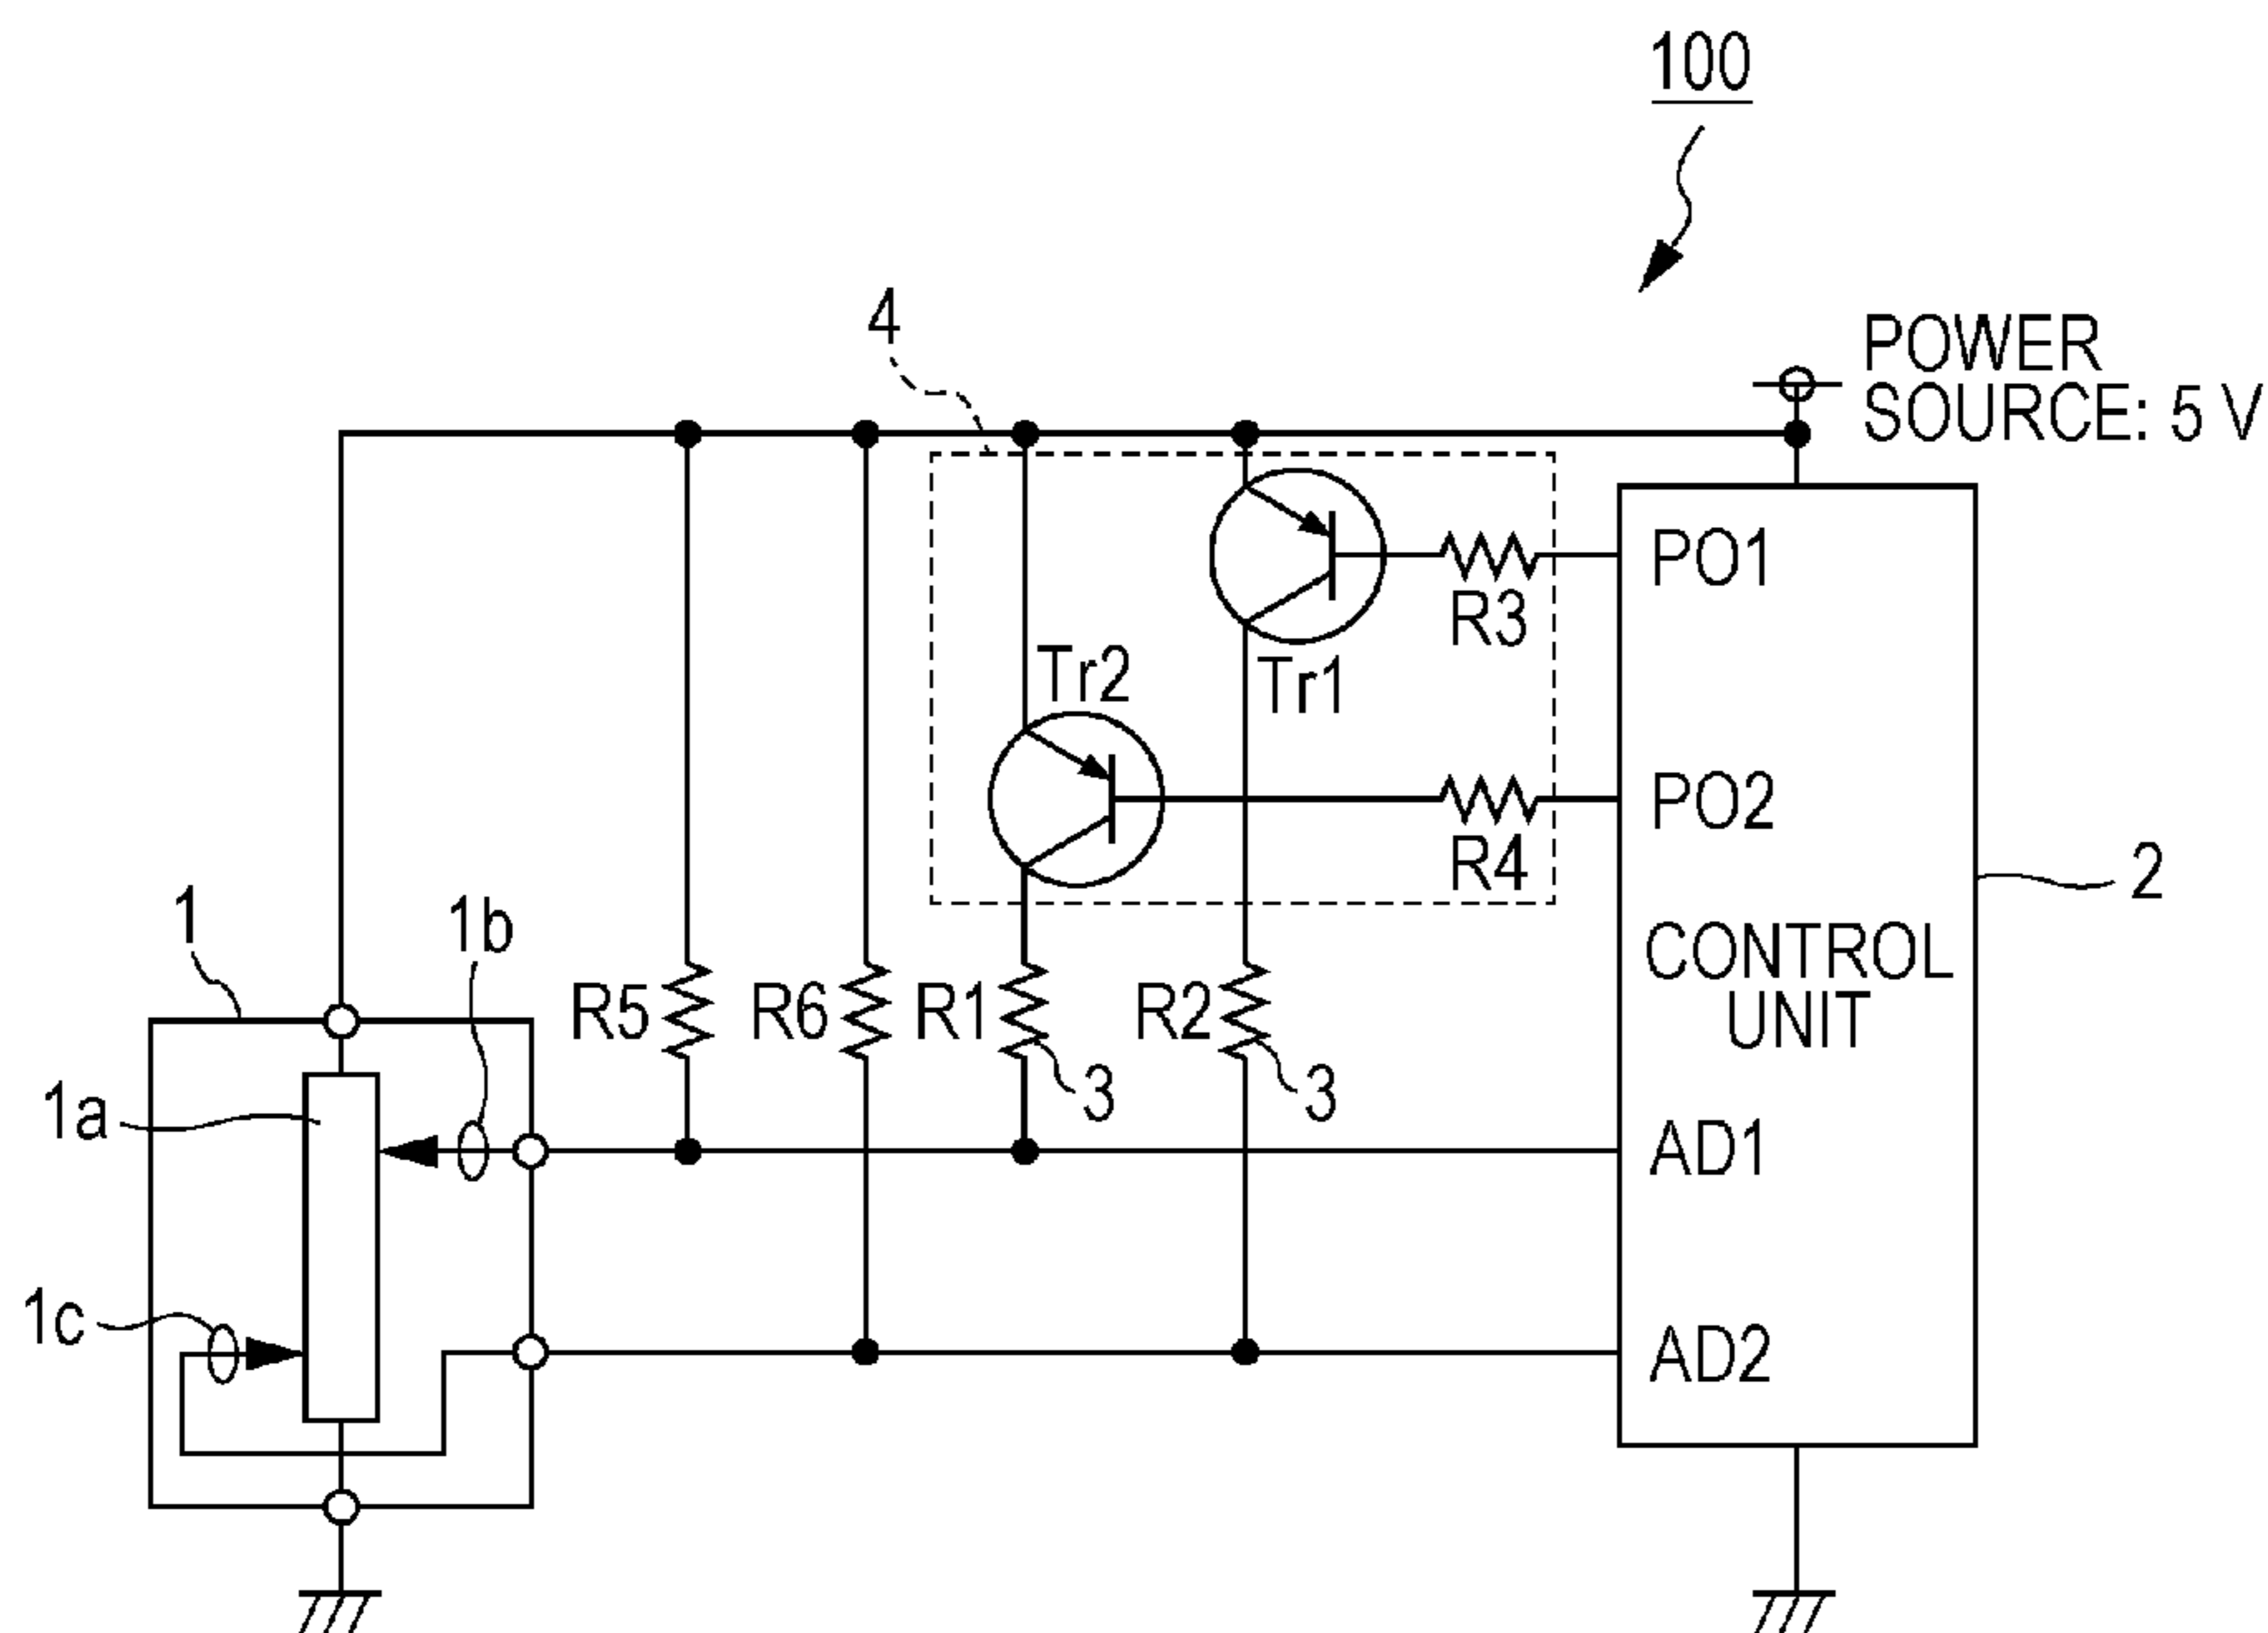 100
POWER
SOURCE: 5 V
4
PO1
R3
Tr2
Tr1
PO2
R4
2
1
1b
CONTROL
UNIT
R5
R6
R1
R2
3
3
1a
AD1
1c
AD2